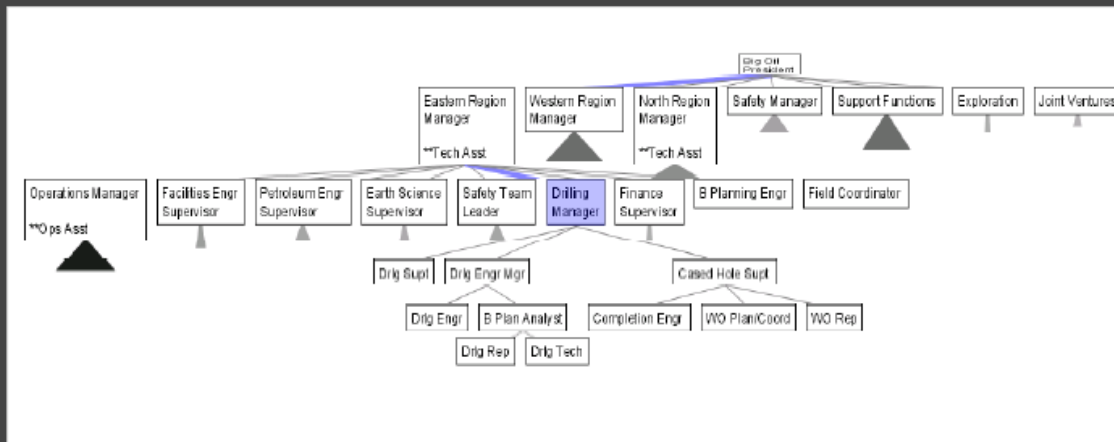 Big Oil
President
Eastern Region
Manager
**Tech Asst
Western Region
Manager
North Region
Manager
**Tech Asst
Safety Manager
Support Functions
Exploration
Joint Ventures
Operations Manager
**Ops Asst
Facilities Engr
Supervisor
Petroleum Engr
Supervisor
Earth Science
Supervisor
Safety Team
Leader
Drilling
Manager
Finance
Supervisor
B Planning Engr
Field Coordinator
Drlg Supt
Drlg Engr Mgr
Cased Hole Supt
Drlg Engr
B Plan Analyst
Completion Engr
WO Plan/Coord
WO Rep
Drlg Rep
Drlg Tech